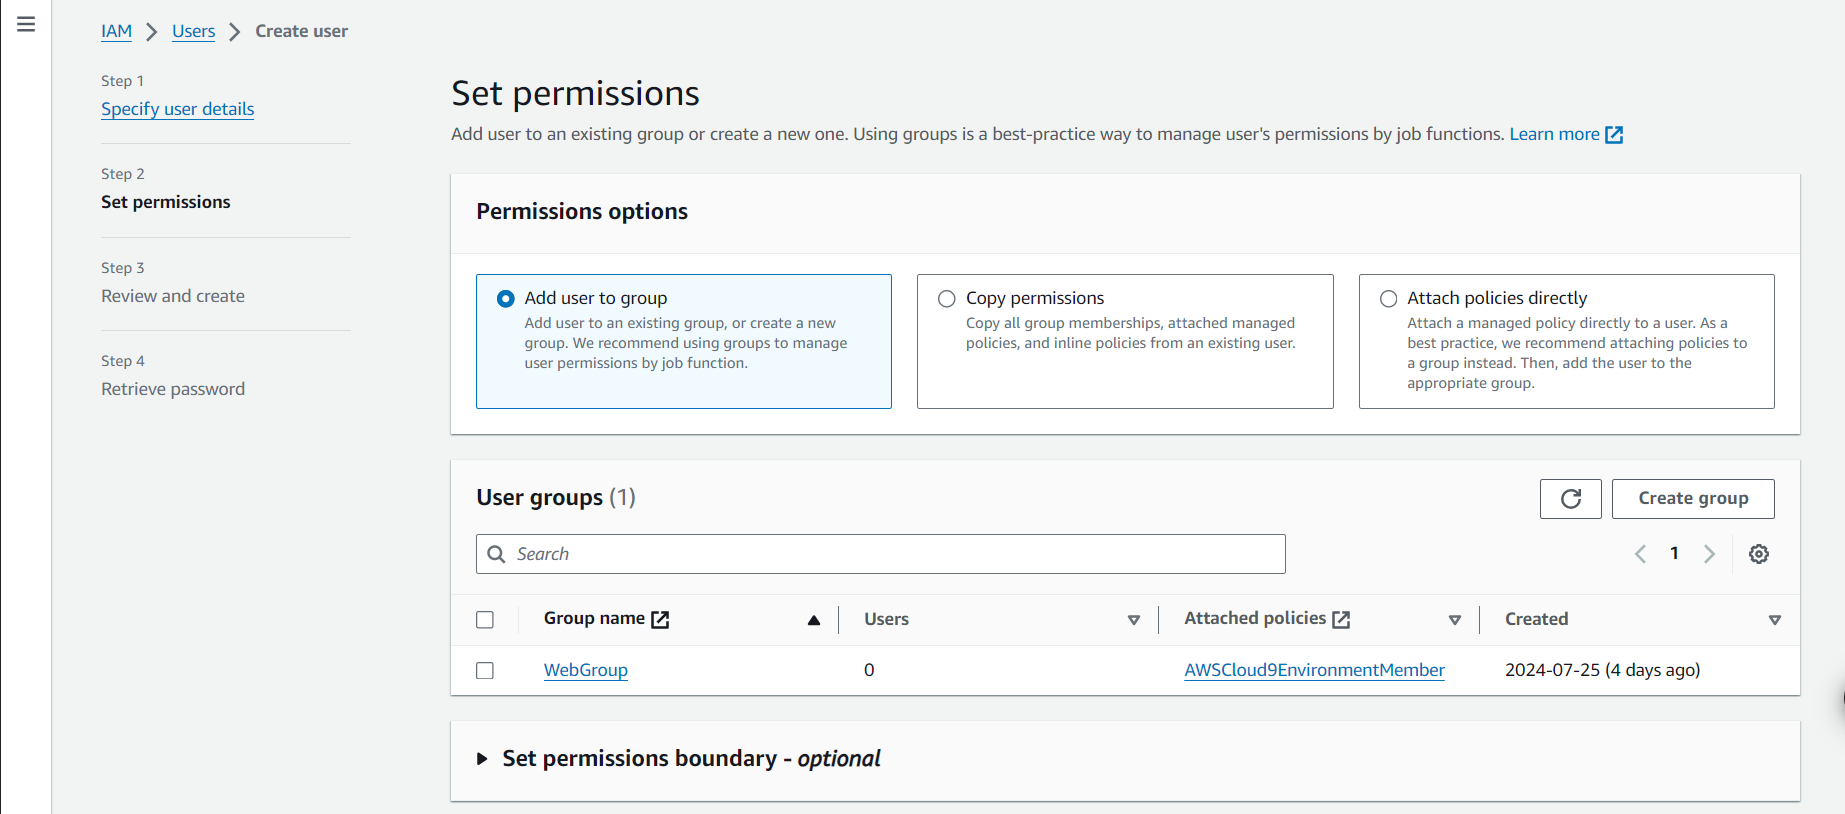 IAM > Users > Create user
Step 1
Specify user details
Step 2
Set permissions
Step 3
Review and create
Step 4
Retrieve password
Set permissions
Add user to an existing group or create a new one. Using groups is a best-practice way to manage user's permissions by job functions. Learn more
Permissions options
Add user to group
Add user to an existing group, or create a new
group. We recommend using groups to manage
user permissions by job function.
Copy permissions
Copy all group memberships, attached managed
policies, and inline policies from an existing user.
Attach policies directly
Attach a managed policy directly to a user. As a
best practice, we recommend attaching policies to
a group instead. Then, add the user to the
appropriate group.
User groups (1)
Create group
Search
1
Group name Users Attached policies Created
WebGroup 0 AWSCloud9EnvironmentMember 2024-07-25 (4 days ago)
Set permissions boundary - optional